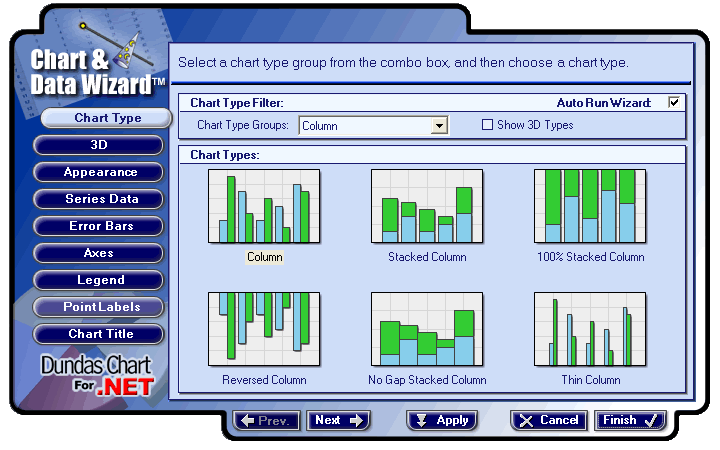 Chart &
Data Wizard™
Select a chart type group from the combo box, and then choose a chart type.
Chart Type
3D
Appearance
Series Data
Error Bars
Axes
Legend
Point Labels
Chart Title
Dundas Chart
For .NET
Chart Type Filter: Auto Run Wizard:
Chart Type Groups: Column Show 3D Types
Chart Types:
Column Stacked Column 100% Stacked Column
Reversed Column No Gap Stacked Column Thin Column
Prev. Next Apply Cancel Finish